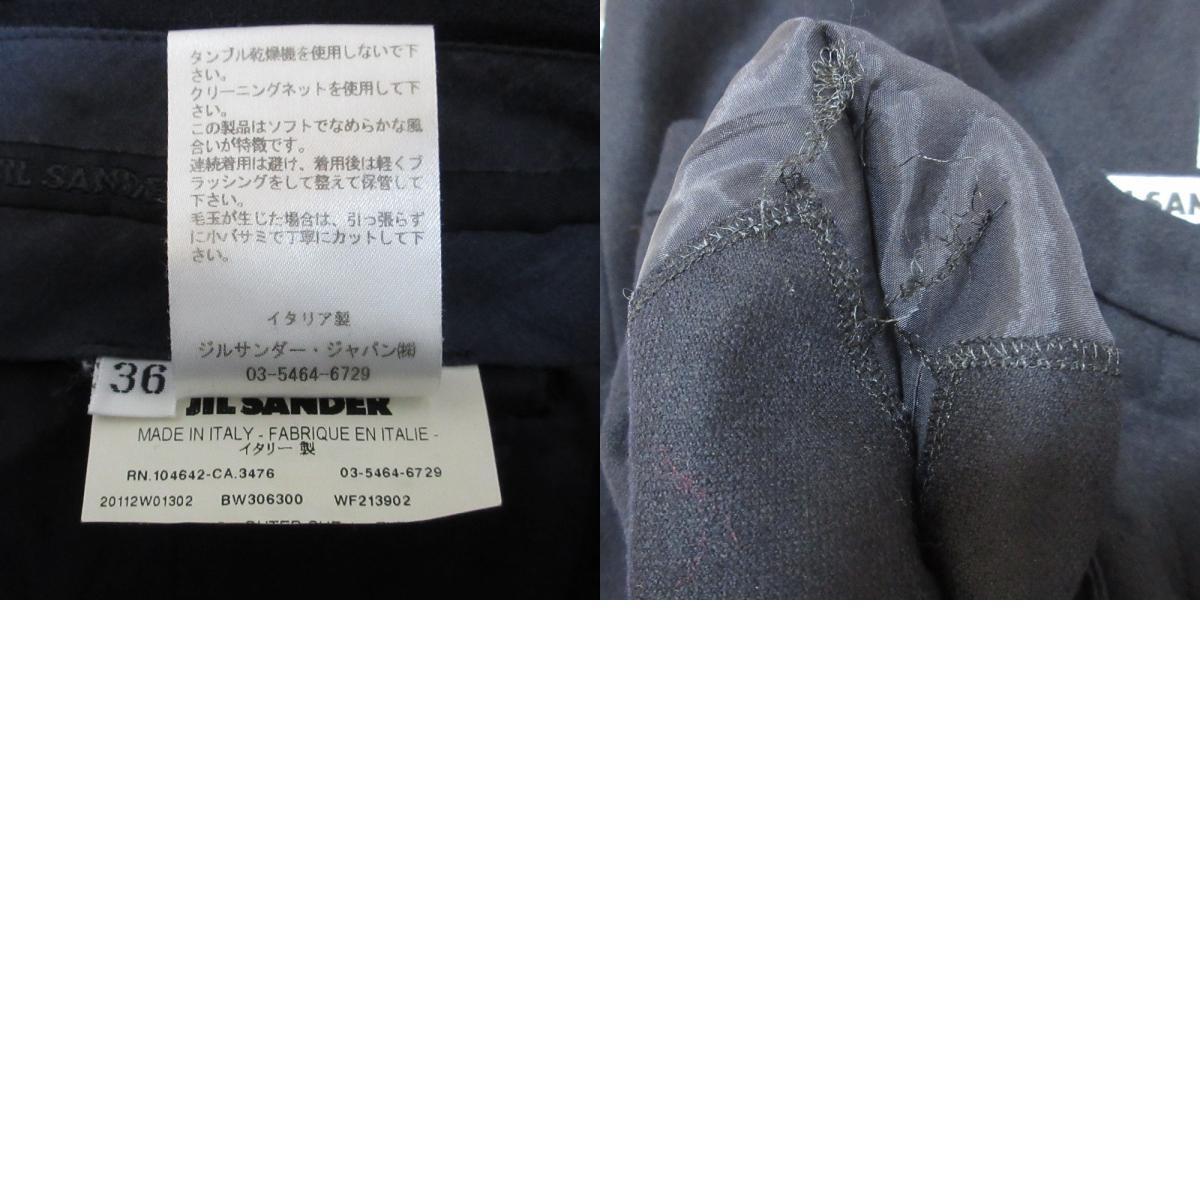 タンブル乾燥機を使用しないで下
さい。
クリーニングネットを使用して下
さい。
この製品はソフトでなめらかな風
合いが特徴です。
連続着用は避け、着用後は軽くブ
ラッシングをして整えて保管して
下さい。
毛玉が生じた場合は、引っ張らず
に小バサミで丁寧にカットして下
さい。
イタリア製
ジルサンダー・ジャパン㈱
03-5464-6729
JIL SANDER
36
JIL SANDER
MADE IN ITALY - FABRIQUE EN ITALIE -
イタリー 製
RN.104642-CA.3476 03-5464-6729
20112W01302 BW306300 WF213902